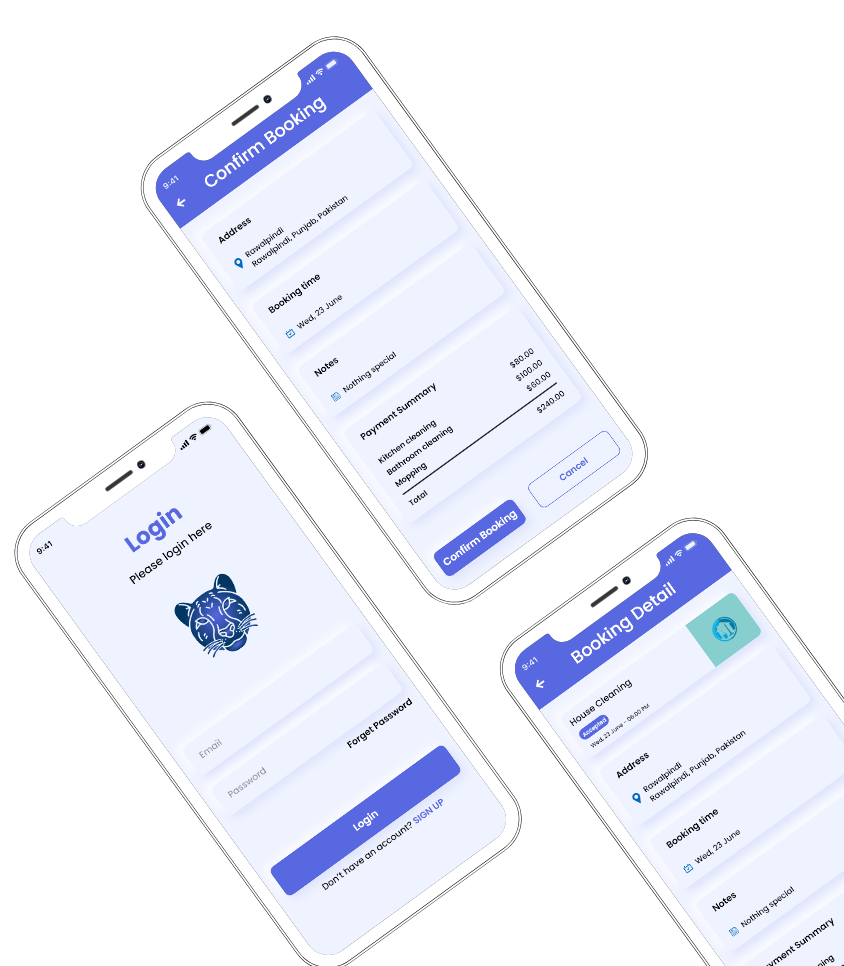 9:41
Confirm Booking
Address
Rawalpindi
Rawalpindi, Punjab, Pakistan
Booking time
Wed, 23 June
Notes
Nothing special
Payment Summary
Kitchen cleaning $80.00
Bathroom cleaning $100.00
Mopping $60.00
Total $240.00
Confirm Booking
Cancel
9:41
Login
Please login here
Email
Password
Forget Password
Login
Don't have an account? SIGN UP
9:41
Booking Detail
House Cleaning
Accepted
Wed, 23 June - 06:00 PM
Address
Rawalpindi
Rawalpindi, Punjab, Pakistan
Booking time
Wed, 23 June
Notes
Nothing special
yment Summary